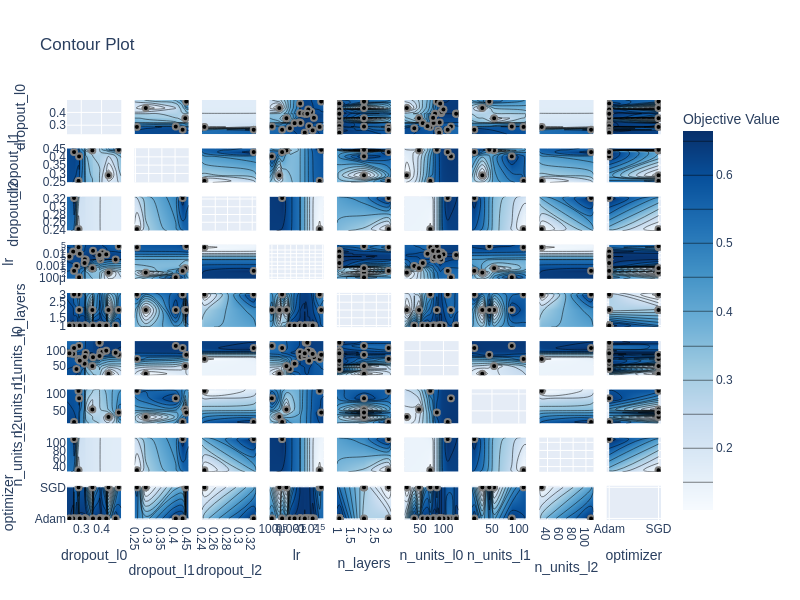 Contour Plot
Objective Value
0.6
0.5
0.4
0.3
0.2
dropout_l0
0.4
0.3
dropout_l1
0.45
0.4
0.35
0.3
0.25
dropout_l2
0.32
0.3
0.28
0.26
0.24
lr
0.01
0.001
100μ
n_layers
3
2.5
2
1.5
1
n_units_l0
100
50
n_units_l1
100
50
n_units_l2
100
80
60
40
optimizer
SGD
Adam
0.3 0.4
0.25 0.3 0.35 0.4 0.45
0.24 0.26 0.28 0.3 0.32
1 1.5 2 2.5 3
50 100
50 100
40 60 80 100
Adam SGD
dropout_l0
dropout_l1
dropout_l2
lr
n_layers
n_units_l0
n_units_l1
n_units_l2
optimizer